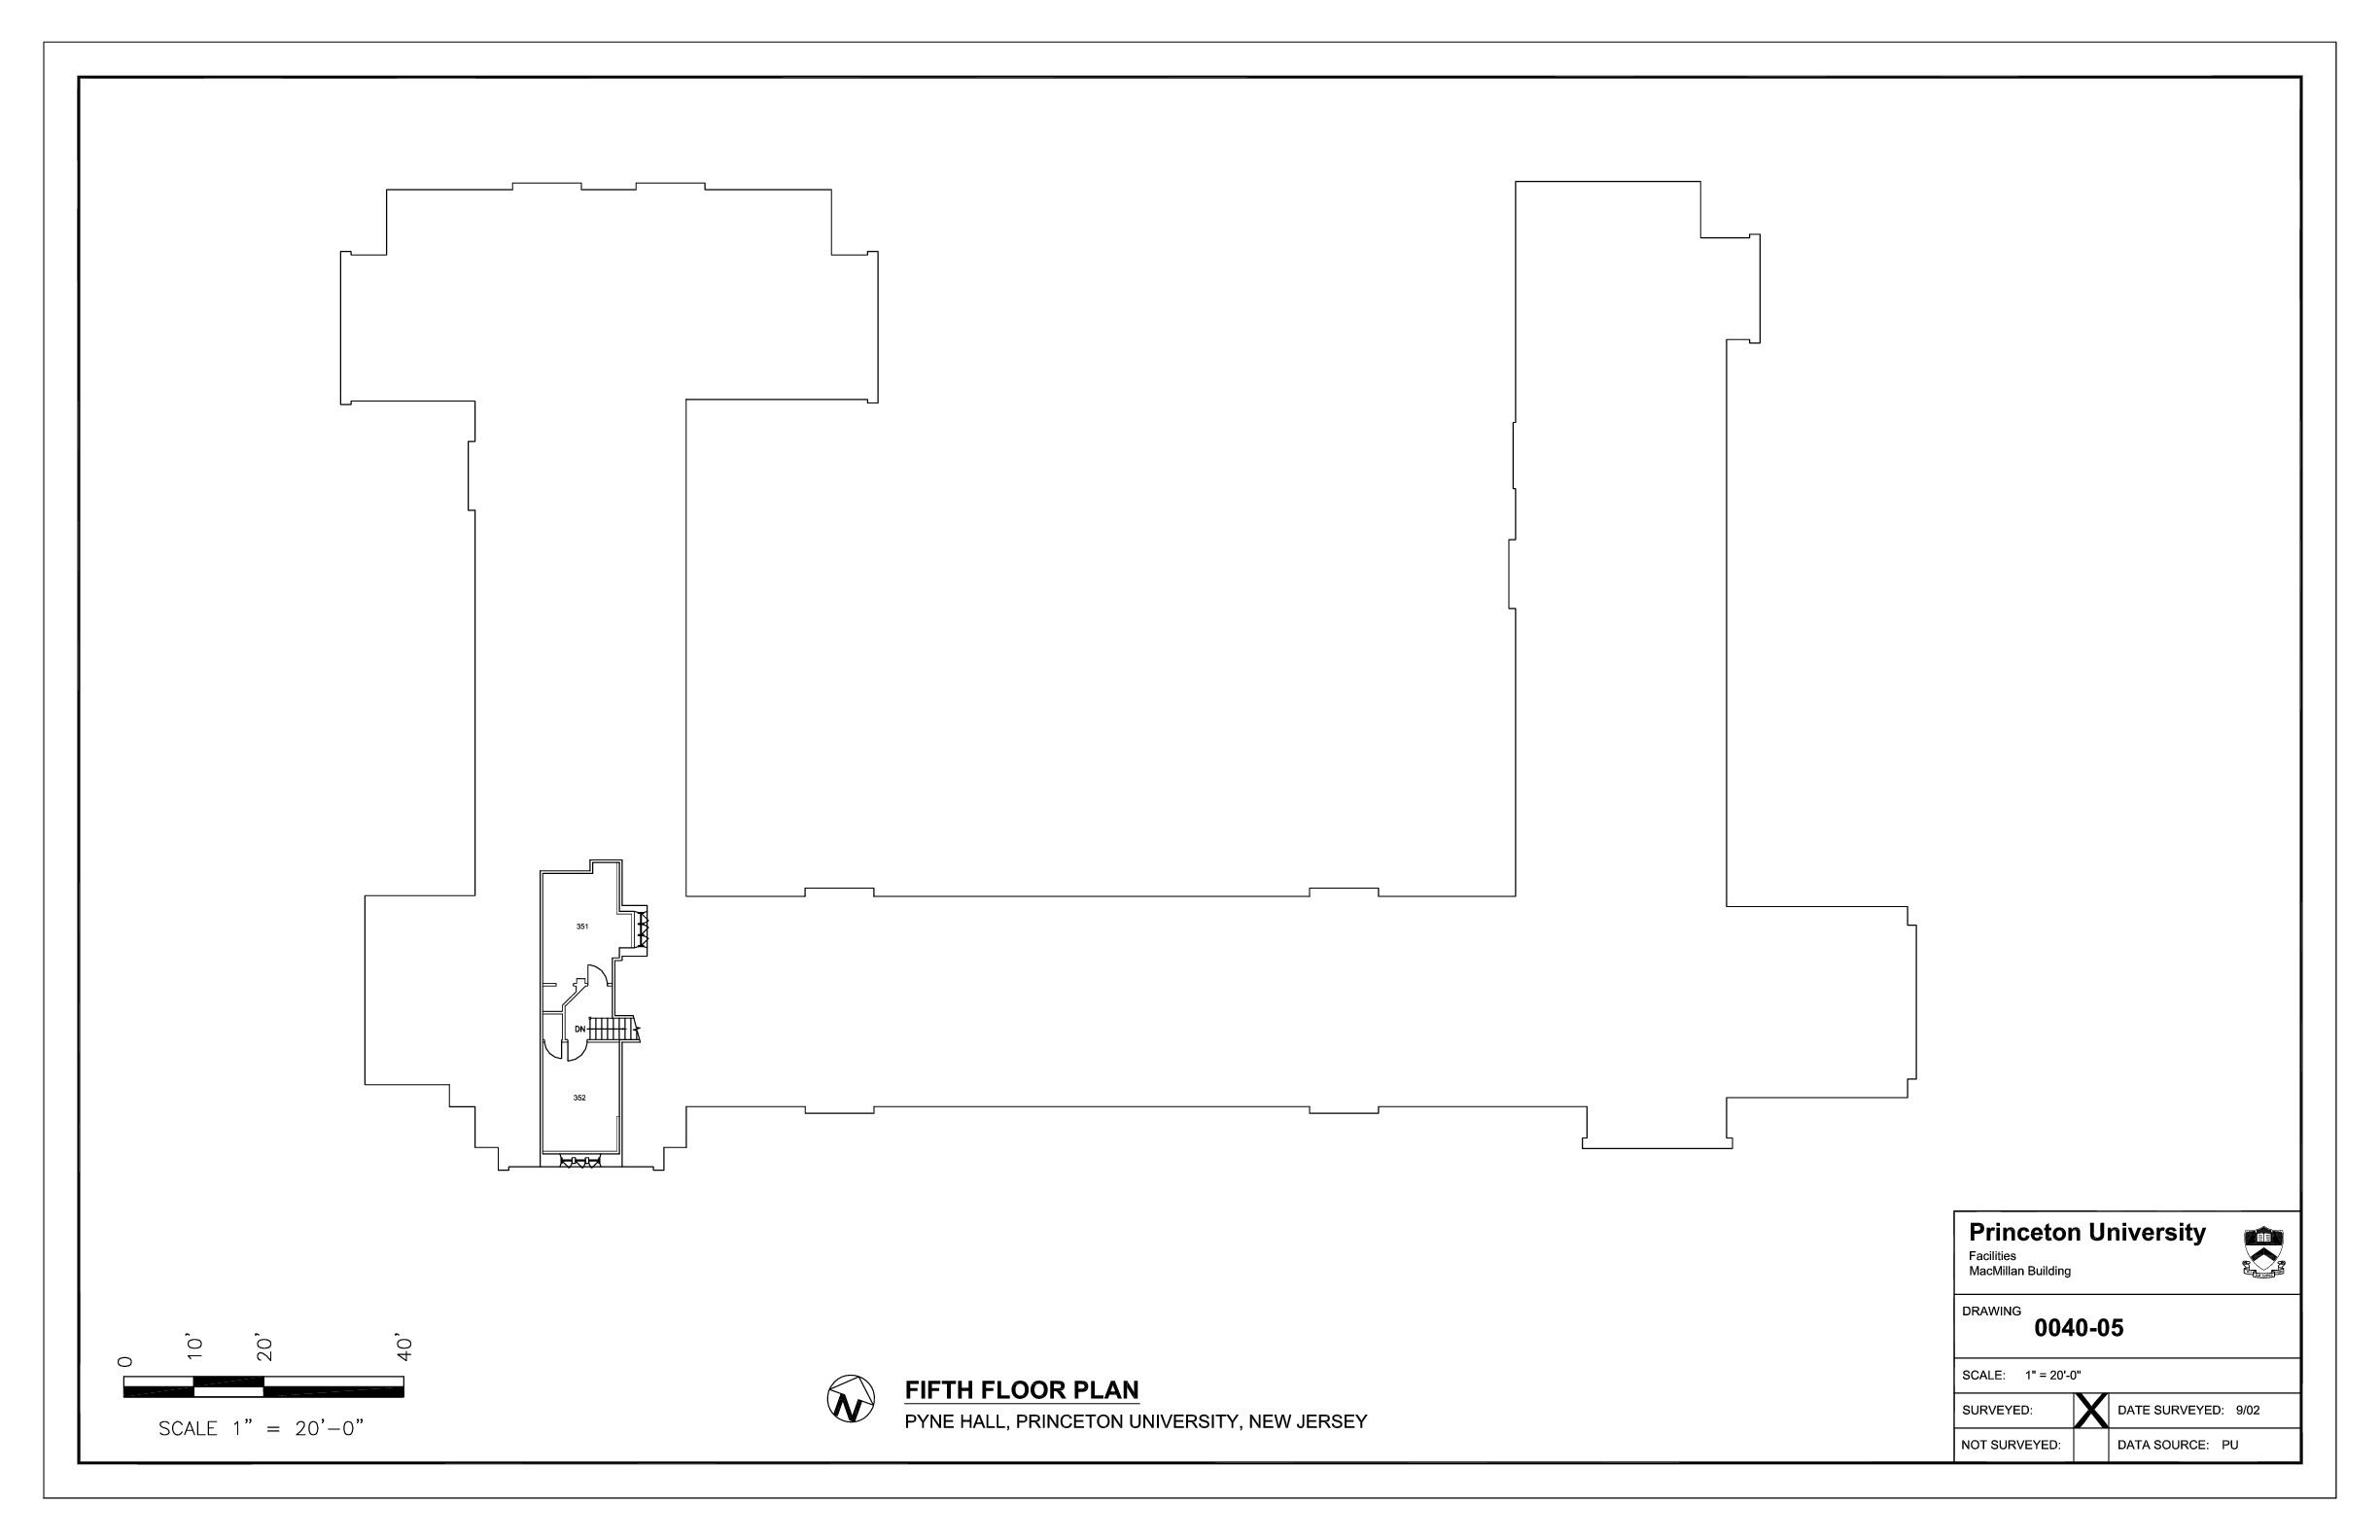 351
DN
352
Princeton University
Facilities
MacMillan Building
DRAWING
0040-05
SCALE: 1" = 20'-0"
SURVEYED: X DATE SURVEYED: 9/02
NOT SURVEYED: DATA SOURCE: PU
0 10' 20' 40'
SCALE 1" = 20'-0"
N
FIFTH FLOOR PLAN
PYNE HALL, PRINCETON UNIVERSITY, NEW JERSEY